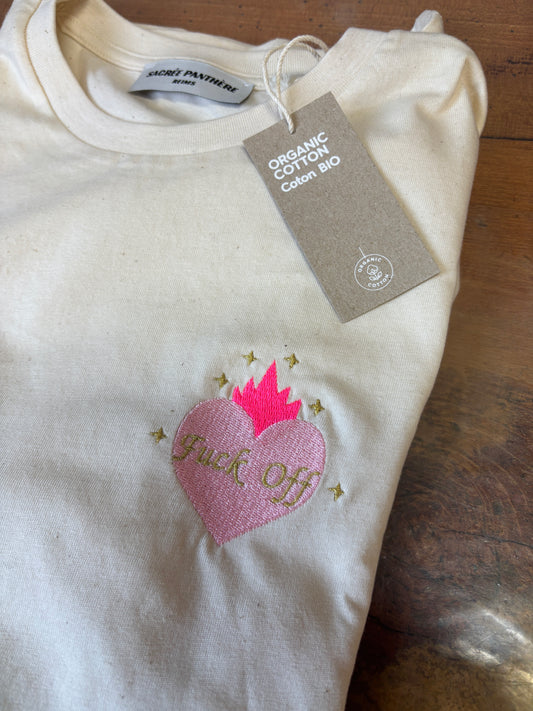 SACRÉE PANTHÈRE
REIMS
ORGANIC
COTTON
Coton BIO
ORGANIC
COTTON
Fuck Off